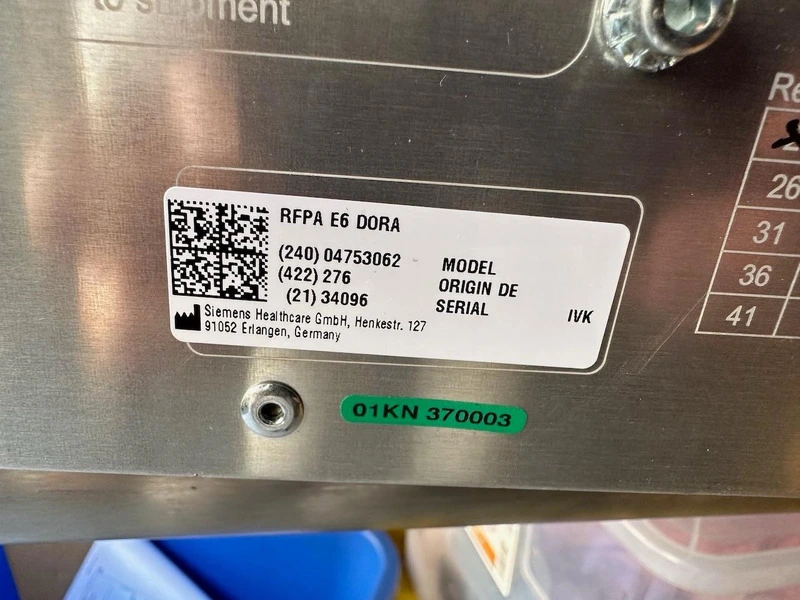 to shipment
Re
26
31
36
41
RFPA E6 DORA
(240) 04753062 MODEL
(422) 276 ORIGIN DE
(21) 34096 SERIAL IVK
Siemens Healthcare GmbH, Henkestr. 127
91052 Erlangen, Germany
01KN 370003